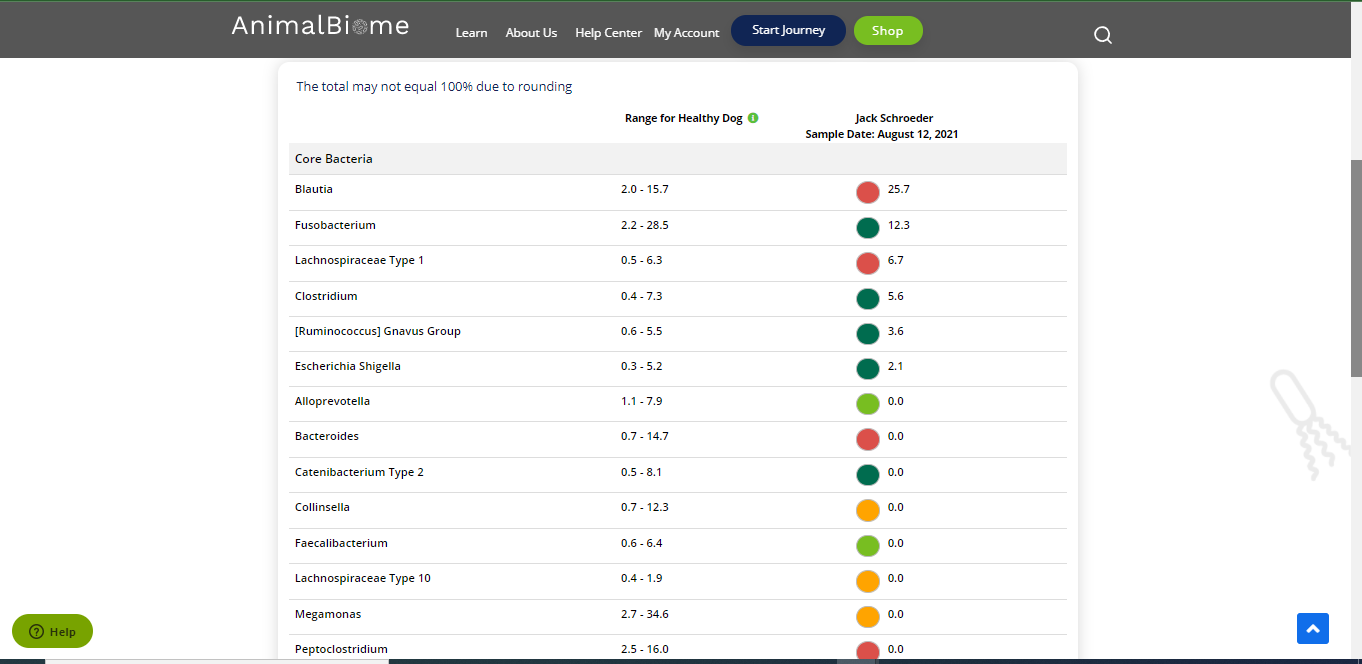 AnimalBiome
Learn About Us Help Center My Account Start Journey Shop
The total may not equal 100% due to rounding
Range for Healthy Dog Jack Schroeder
Sample Date: August 12, 2021
Core Bacteria
Blautia 2.0 - 15.7 25.7
Fusobacterium 2.2 - 28.5 12.3
Lachnospiraceae Type 1 0.5 - 6.3 6.7
Clostridium 0.4 - 7.3 5.6
[Ruminococcus] Gnavus Group 0.6 - 5.5 3.6
Escherichia Shigella 0.3 - 5.2 2.1
Alloprevotella 1.1 - 7.9 0.0
Bacteroides 0.7 - 14.7 0.0
Catenibacterium Type 2 0.5 - 8.1 0.0
Collinsella 0.7 - 12.3 0.0
Faecalibacterium 0.6 - 6.4 0.0
Lachnospiraceae Type 10 0.4 - 1.9 0.0
Megamonas 2.7 - 34.6 0.0
Peptoclostridium 2.5 - 16.0 0.0
Help